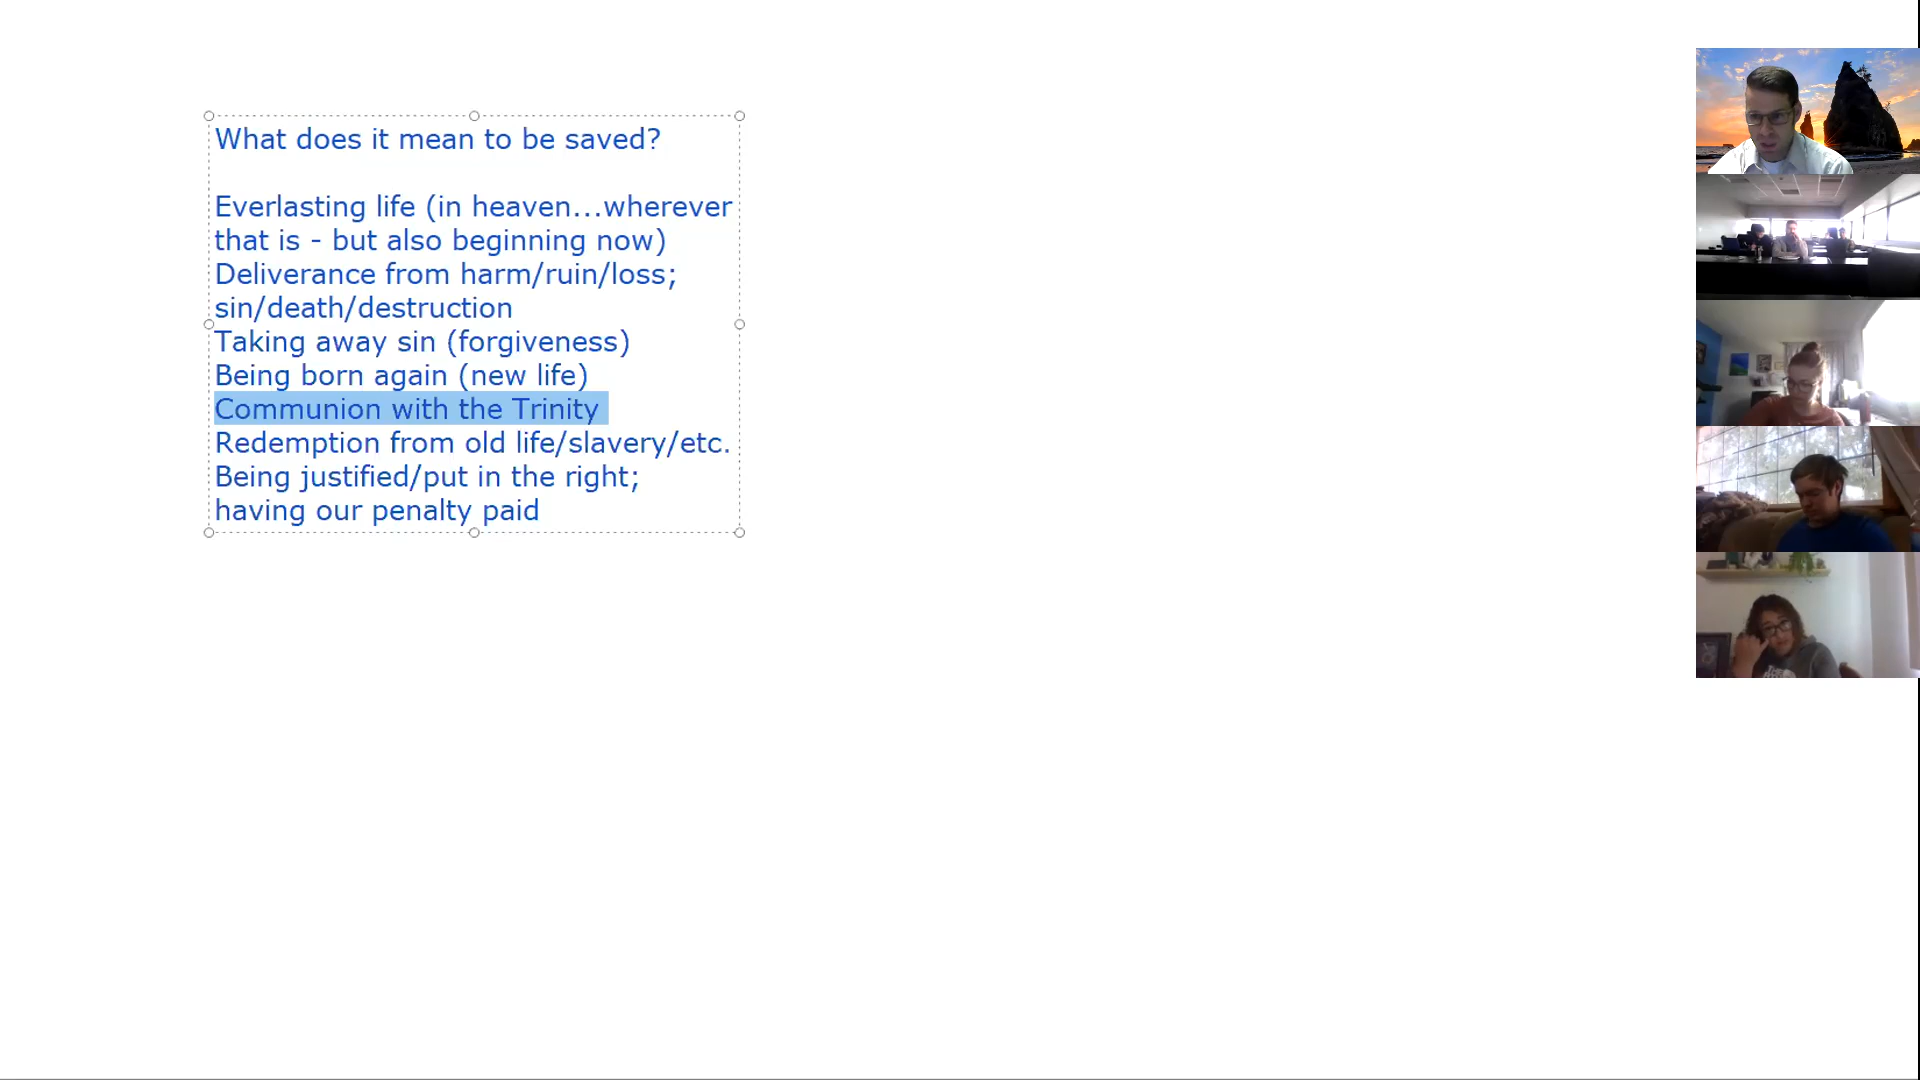 What does it mean to be saved?
Everlasting life (in heaven...wherever
that is - but also beginning now)
Deliverance from harm/ruin/loss;
sin/death/destruction
Taking away sin (forgiveness)
Being born again (new life)
Communion with the Trinity
Redemption from old life/slavery/etc.
Being justified/put in the right;
having our penalty paid